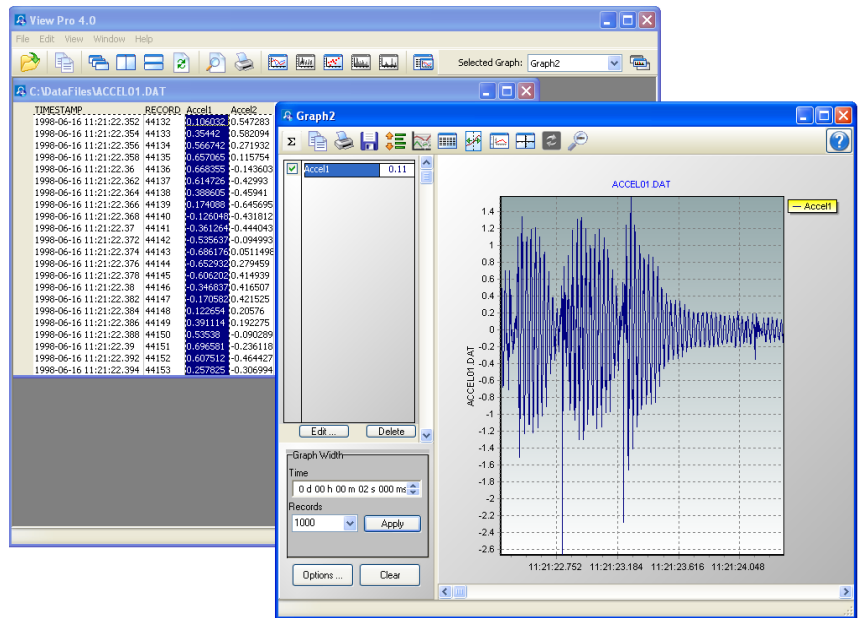 View Pro 4.0
File Edit View Window Help
Selected Graph: Graph2
C:\DataFiles\ACCEL01.DAT
TIMESTAMP RECORD Accel1 Accel2
1998-06-16 11:21:22.352 44132 0.106032 0.547283
1998-06-16 11:21:22.354 44133 0.35442 0.582094
1998-06-16 11:21:22.356 44134 0.566742 0.271932
1998-06-16 11:21:22.358 44135 0.657065 0.115754
1998-06-16 11:21:22.36 44136 0.668355 -0.143603
1998-06-16 11:21:22.362 44137 0.614726 -0.42993
1998-06-16 11:21:22.364 44138 0.388605 -0.45941
1998-06-16 11:21:22.366 44139 0.174088 -0.645695
1998-06-16 11:21:22.368 44140 -0.126048 -0.431812
1998-06-16 11:21:22.37 44141 -0.361264 -0.444043
1998-06-16 11:21:22.372 44142 -0.535637 -0.094993
1998-06-16 11:21:22.374 44143 -0.686176 0.0511498
1998-06-16 11:21:22.376 44144 -0.652932 0.279459
1998-06-16 11:21:22.378 44145 -0.606202 0.414939
1998-06-16 11:21:22.38 44146 -0.346837 0.416507
1998-06-16 11:21:22.382 44147 -0.170582 0.421525
1998-06-16 11:21:22.384 44148 0.122654 0.20576
1998-06-16 11:21:22.386 44149 0.391114 0.192275
1998-06-16 11:21:22.388 44150 0.53538 -0.090289
1998-06-16 11:21:22.39 44151 0.696581 -0.236118
1998-06-16 11:21:22.392 44152 0.607512 -0.464427
1998-06-16 11:21:22.394 44153 0.257825 -0.306994
Graph2
Σ
?
Accel1 0.11
Edit ... Delete
Graph Width
Time
0 d 00 h 00 m 02 s 000 ms
Records
1000 Apply
Options ... Clear
ACCEL01.DAT
Accel1
ACCEL01.DAT
1.4
1.2
1
0.8
0.6
0.4
0.2
0
-0.2
-0.4
-0.6
-0.8
-1
-1.2
-1.4
-1.6
-1.8
-2
-2.2
-2.4
-2.6
11:21:22.752 11:21:23.184 11:21:23.616 11:21:24.048